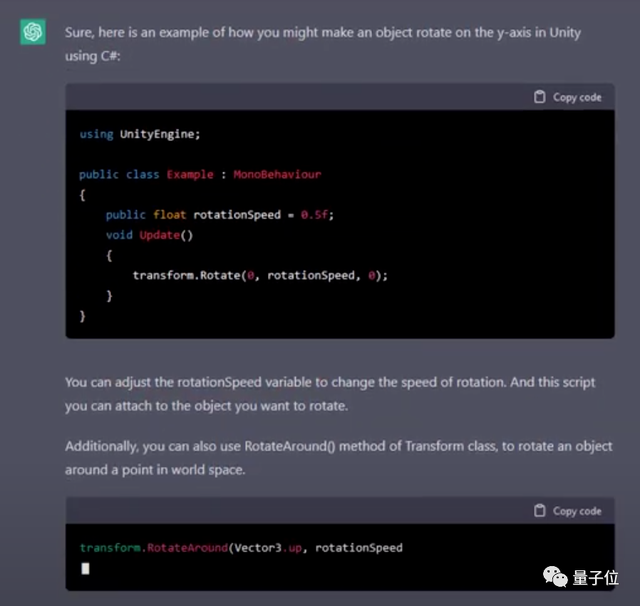 Sure, here is an example of how you might make an object rotate on the y-axis in Unity
using C#:
Copy code
using UnityEngine;
public class Example : MonoBehaviour
{
public float rotationSpeed = 0.5f;
void Update()
{
transform.Rotate(0, rotationSpeed, 0);
}
}
You can adjust the rotationSpeed variable to change the speed of rotation. And this script
you can attach to the object you want to rotate.
Additionally, you can also use RotateAround() method of Transform class, to rotate an object
around a point in world space.
Copy code
transform.RotateAround(Vector3.up, rotationSpeed
量子位